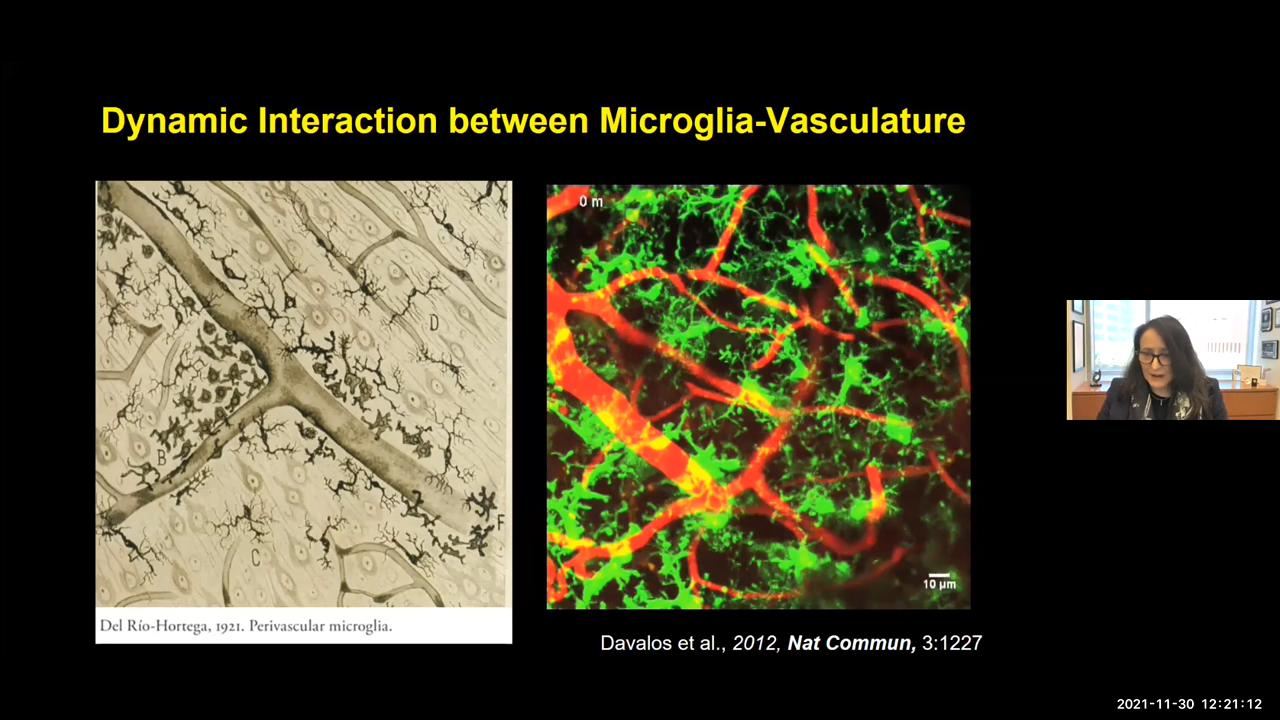 Dynamic Interaction between Microglia-Vasculature
D
B
C
F
Del Río-Hortega, 1921. Perivascular microglia.
0 m
10 µm
Davalos et al., 2012, Nat Commun, 3:1227
2021-11-30 12:21:12